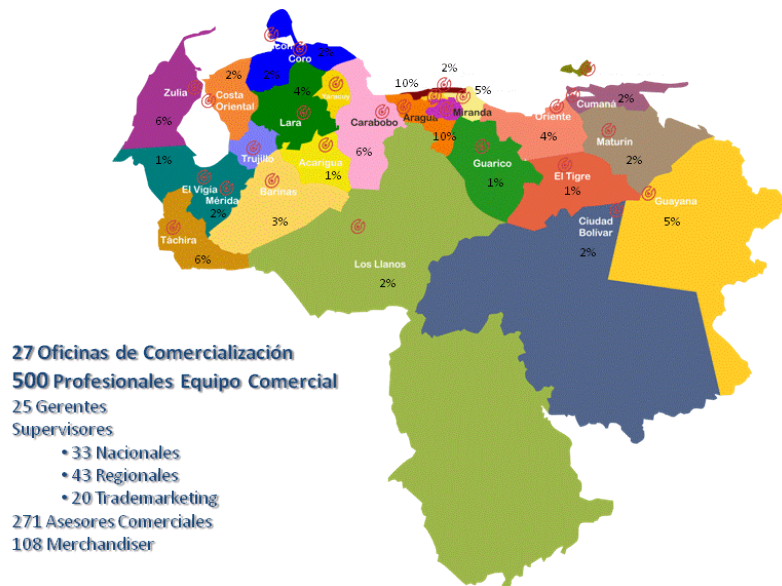 2%
Coro
2%
2%
Zulia
6%
Costa
Oriental
2%
4%
Lara
Yaracuy
10%
5%
Aragua
Miranda
10%
Carabobo
6%
Cumaná
2%
Oriente
4%
Maturín
2%
Trujillo
Acarigua
1%
Guarico
1%
El Tigre
1%
1%
El Vigía
Mérida
2%
Barinas
3%
Guayana
5%
Táchira
6%
Ciudad
Bolívar
2%
Los Llanos
2%
27 Oficinas de Comercialización
500 Profesionales Equipo Comercial
25 Gerentes
Supervisores
• 33 Nacionales
• 43 Regionales
• 20 Trademarketing
271 Asesores Comerciales
108 Merchandiser